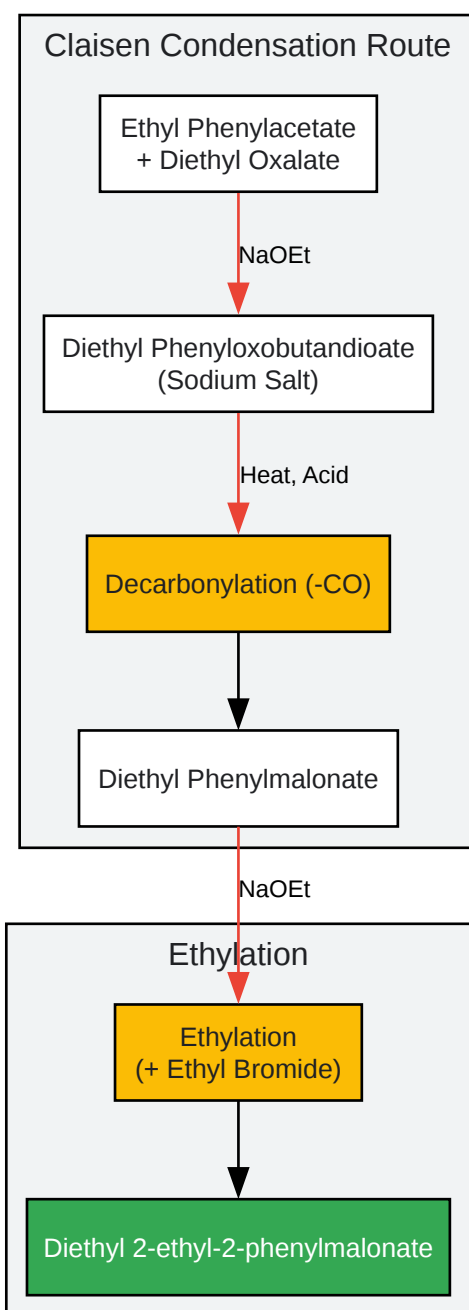 Claisen Condensation Route
Ethyl Phenylacetate
+ Diethyl Oxalate
NaOEt
Diethyl Phenyloxobutandioate
(Sodium Salt)
Heat, Acid
Decarbonylation (-CO)
Diethyl Phenylmalonate
NaOEt
Ethylation
Ethylation
(+ Ethyl Bromide)
Diethyl 2-ethyl-2-phenylmalonate